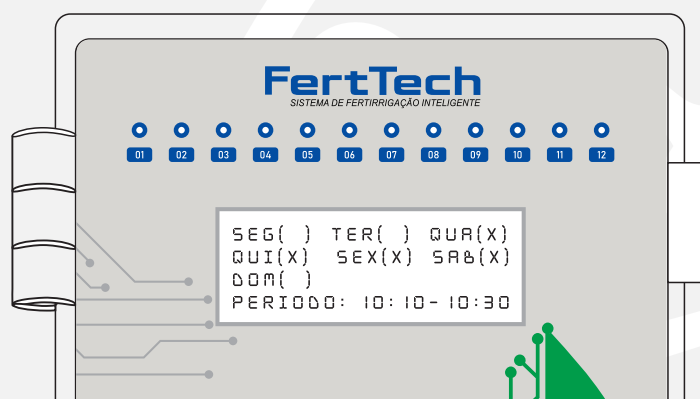 FertTech
SISTEMA DE FERTIRRIGAÇÃO INTELIGENTE
01 02 03 04 05 06 07 08 09 10 11 12
SEG( ) TER( ) QUA(X)
QUI(X) SEX(X) SAB(X)
DOM( )
PERIODO: 10:10-10:30